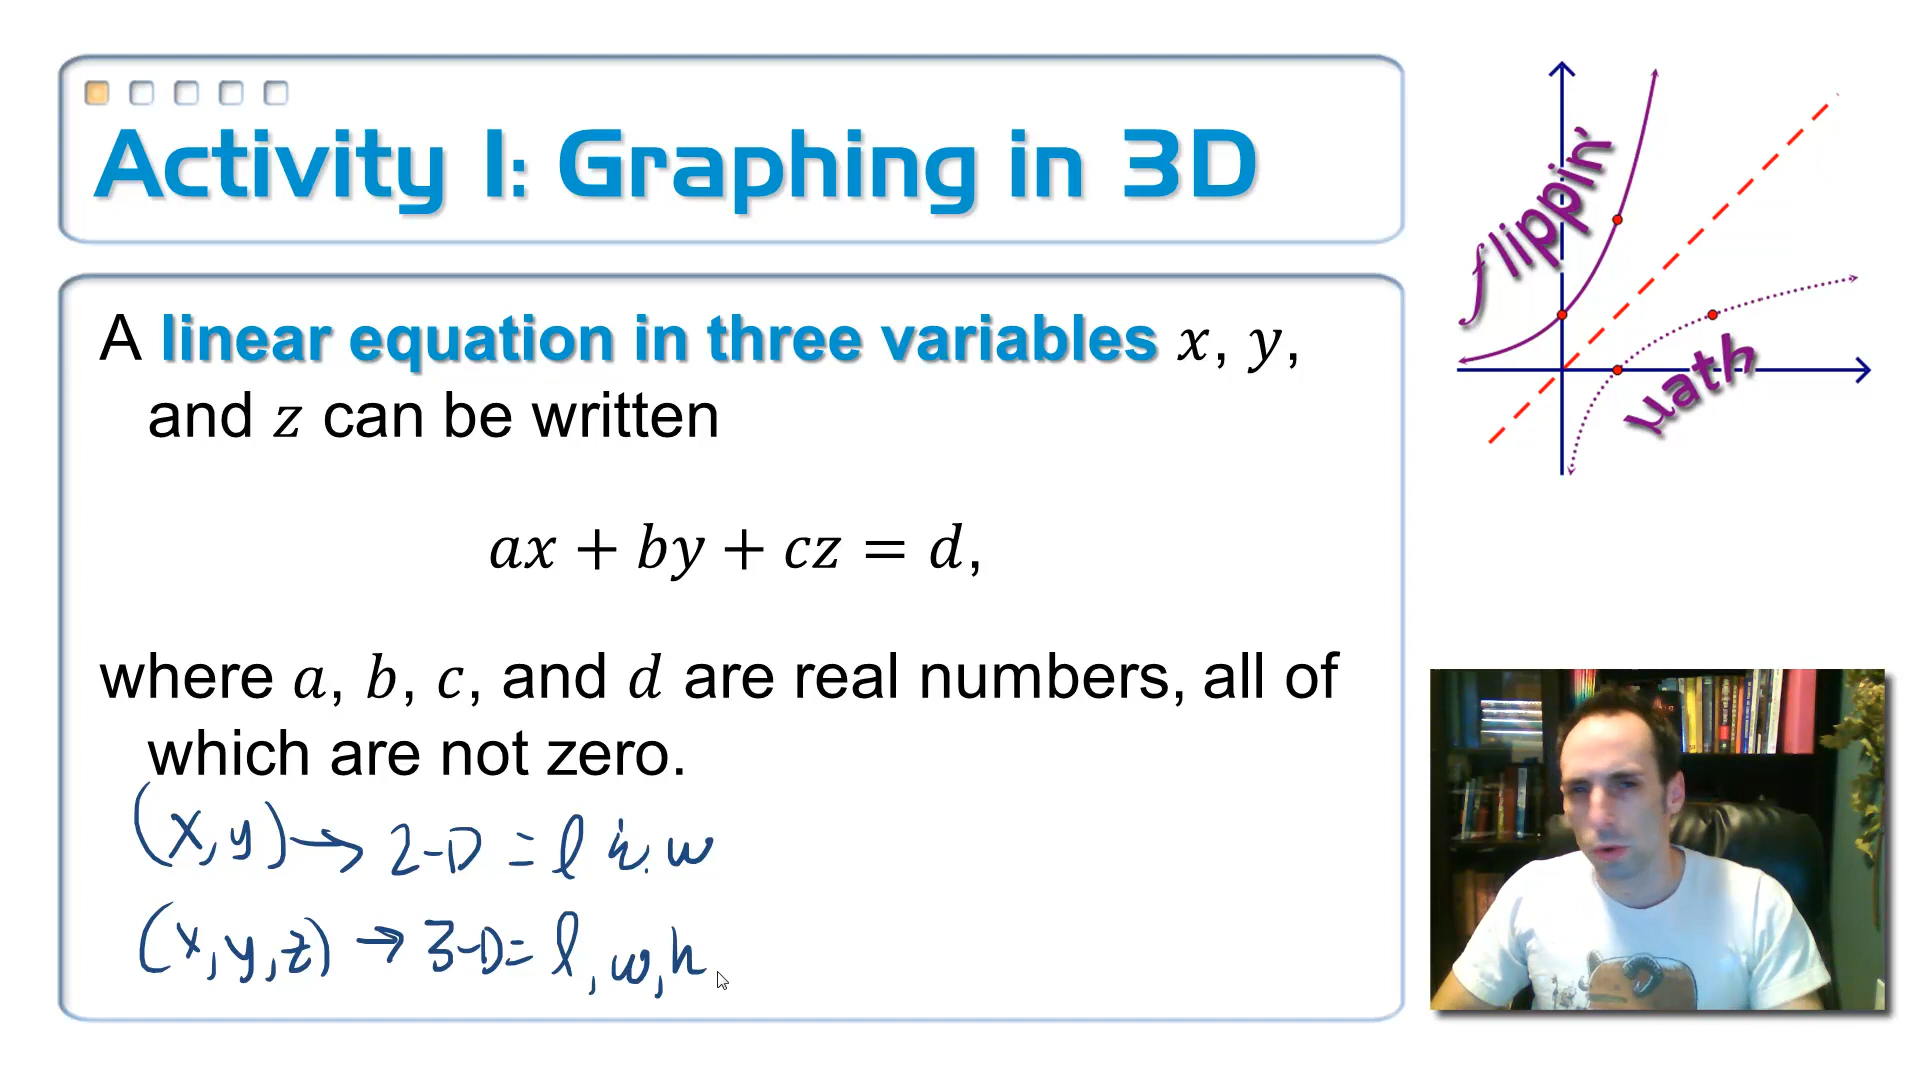 Activity 1: Graphing in 3D
A linear equation in three variables x, y,
and z can be written
ax + by + cz = d,
where a, b, c, and d are real numbers, all of
which are not zero.
(x, y) → 2-D = l & w
(x, y, z) → 3-D = l, w, h
flippin'
math